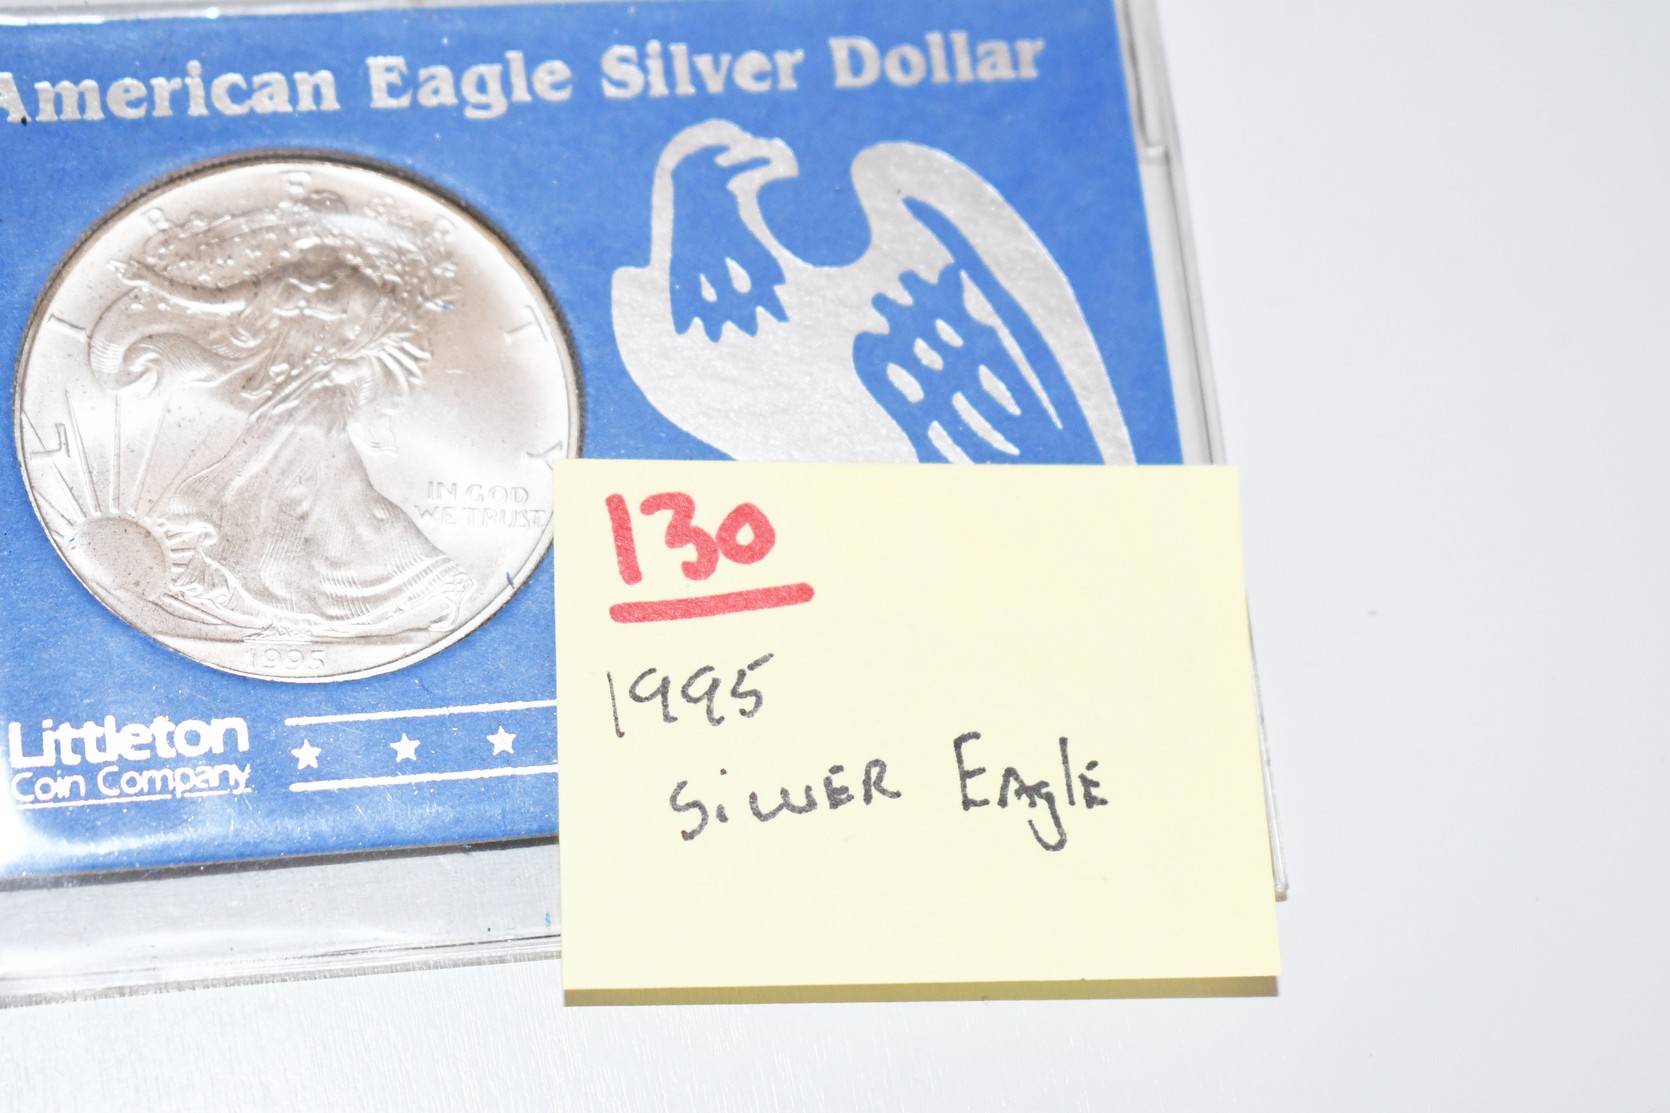 American Eagle Silver Dollar
LIBERTY
IN GOD
WE TRUST
1995
Littleton
Coin Company
130
1995
SiLVER EAglE